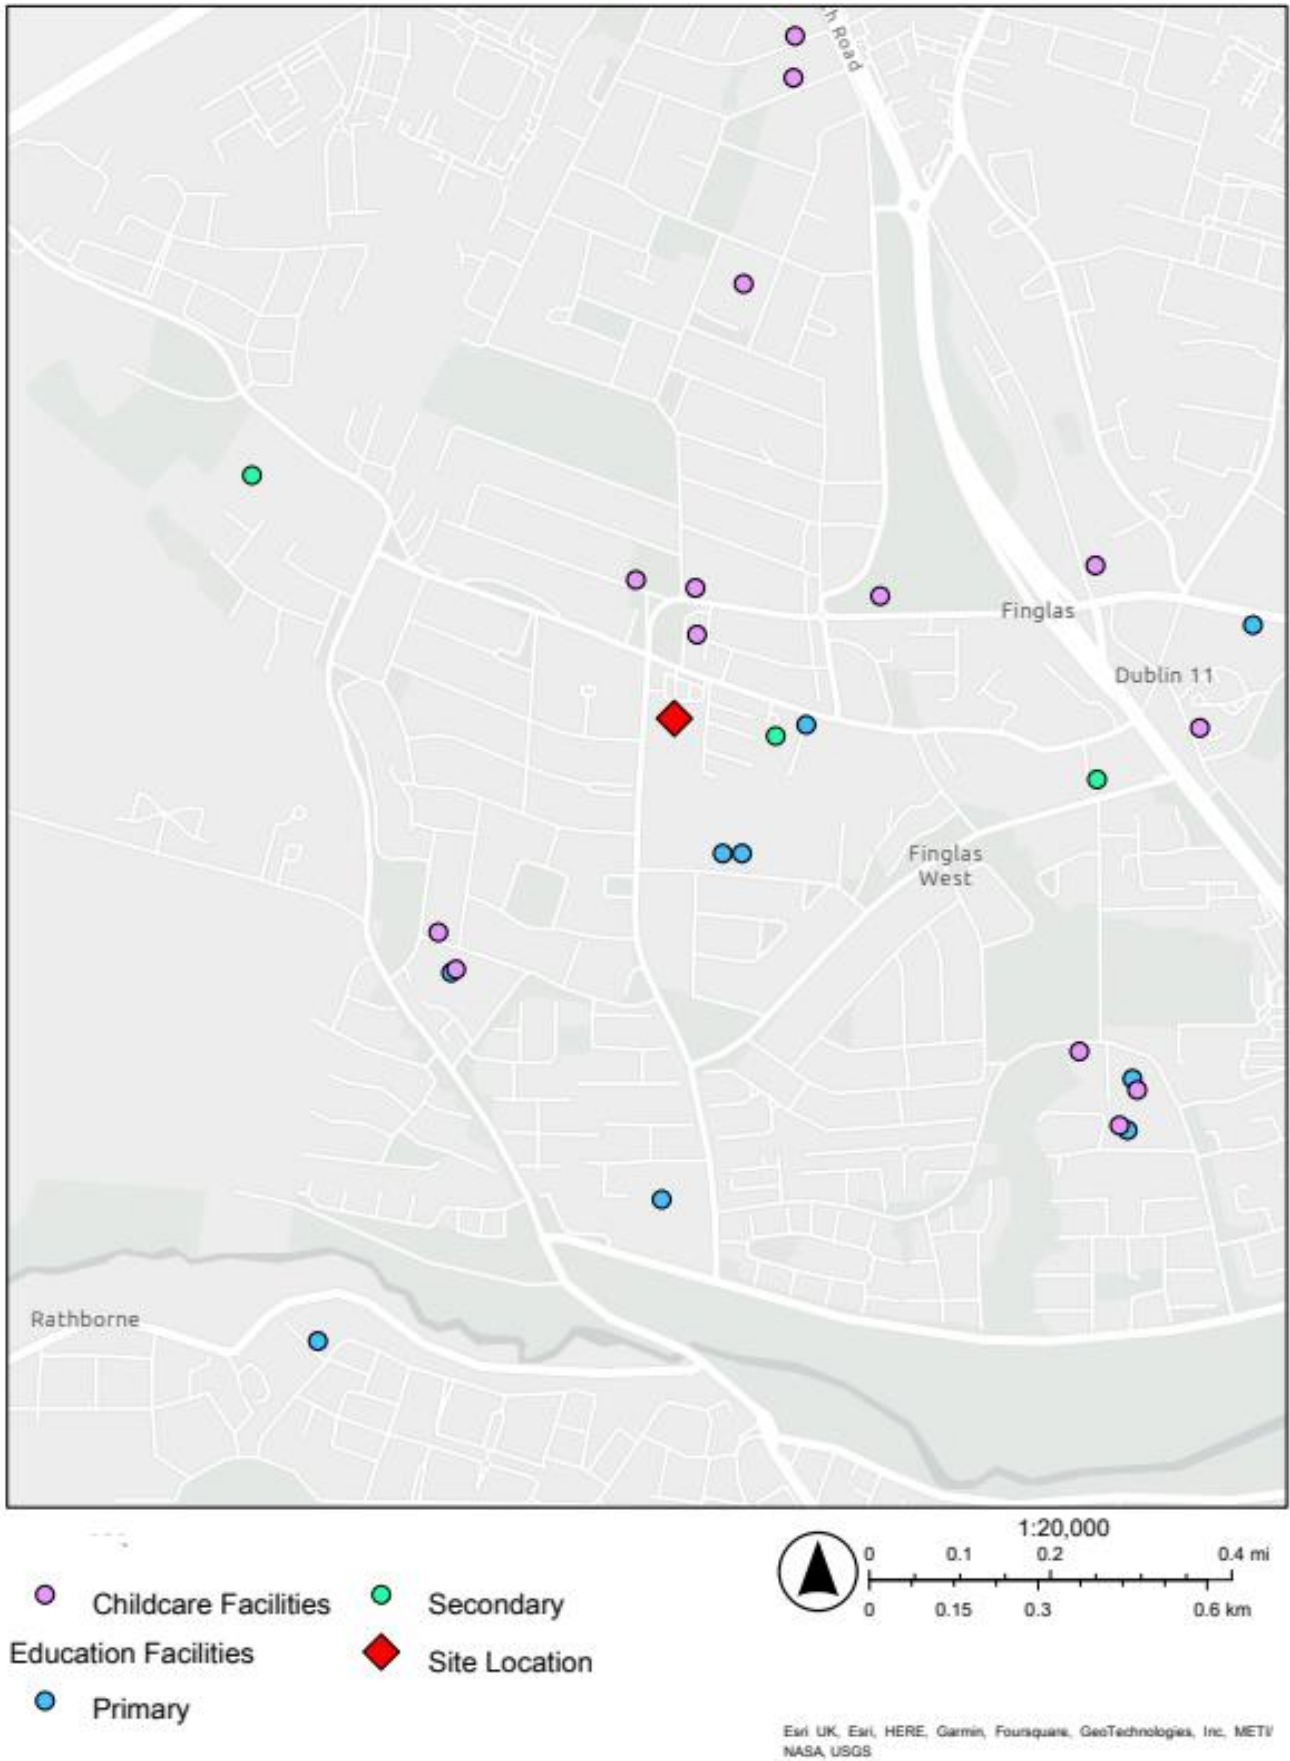 h Road
Finglas
Dublin 11
Finglas
West
Rathborne
1:20,000
0 0.1 0.2 0.4 mi
0 0.15 0.3 0.6 km
Childcare Facilities
Secondary
Education Facilities
Site Location
Primary
Esri UK, Esri, HERE, Garmin, Foursquare, GeoTechnologies, Inc, METI/
NASA, USGS